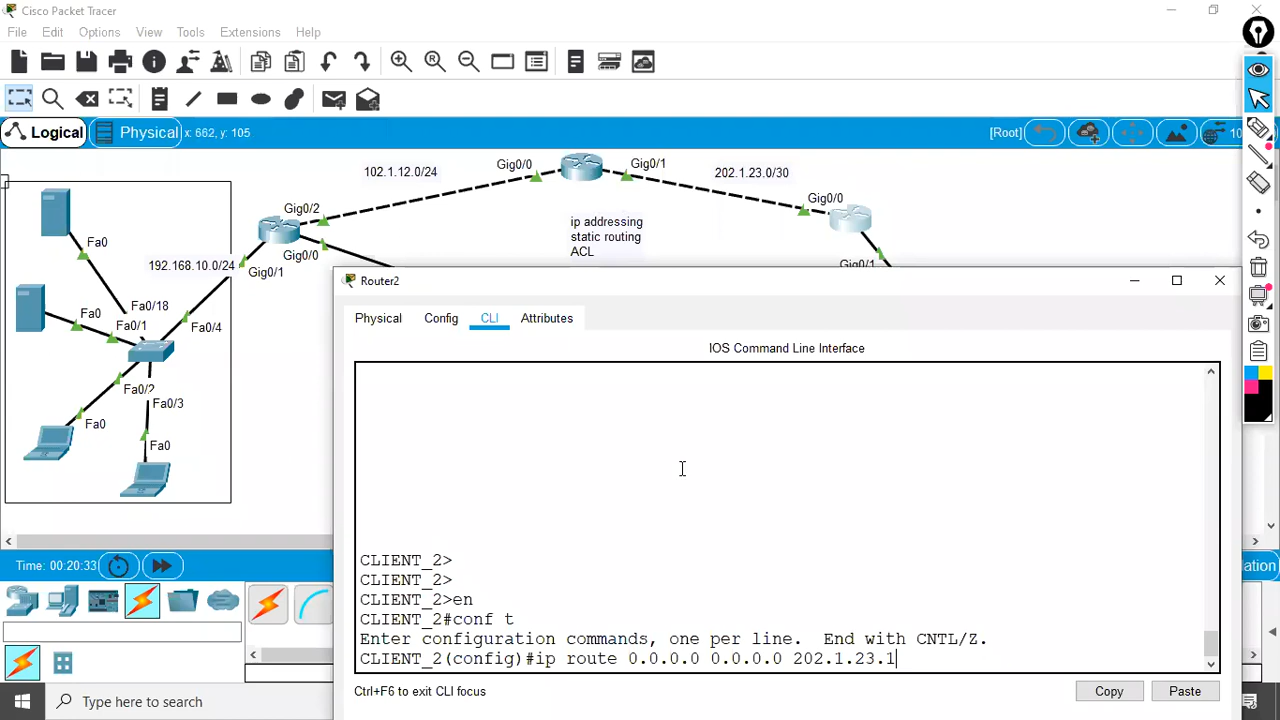 Cisco Packet Tracer
File Edit Options View Tools Extensions Help
Logical Physical x: 662, y: 105 [Root] 10
Gig0/0 Gig0/1
102.1.12.0/24 202.1.23.0/30
Gig0/2 Gig0/0
ip addressing
static routing
ACL
Fa0
192.168.10.0/24 Gig0/0
Gig0/1 Gig0/1
Fa0/18
Fa0 Fa0/1 Fa0/4
Fa0/2
Fa0/3
Fa0
Fa0
Router2
Physical Config CLI Attributes
IOS Command Line Interface
CLIENT_2>
CLIENT_2>
CLIENT_2>en
CLIENT_2#conf t
Enter configuration commands, one per line. End with CNTL/Z.
CLIENT_2(config)#ip route 0.0.0.0 0.0.0.0 202.1.23.1
Ctrl+F6 to exit CLI focus
Copy Paste
Time: 00:20:33
lation
Type here to search